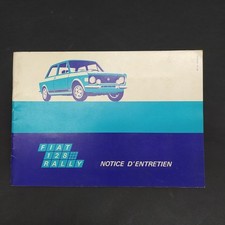 FIAT
128
RALLY
NOTICE D'ENTRETIEN